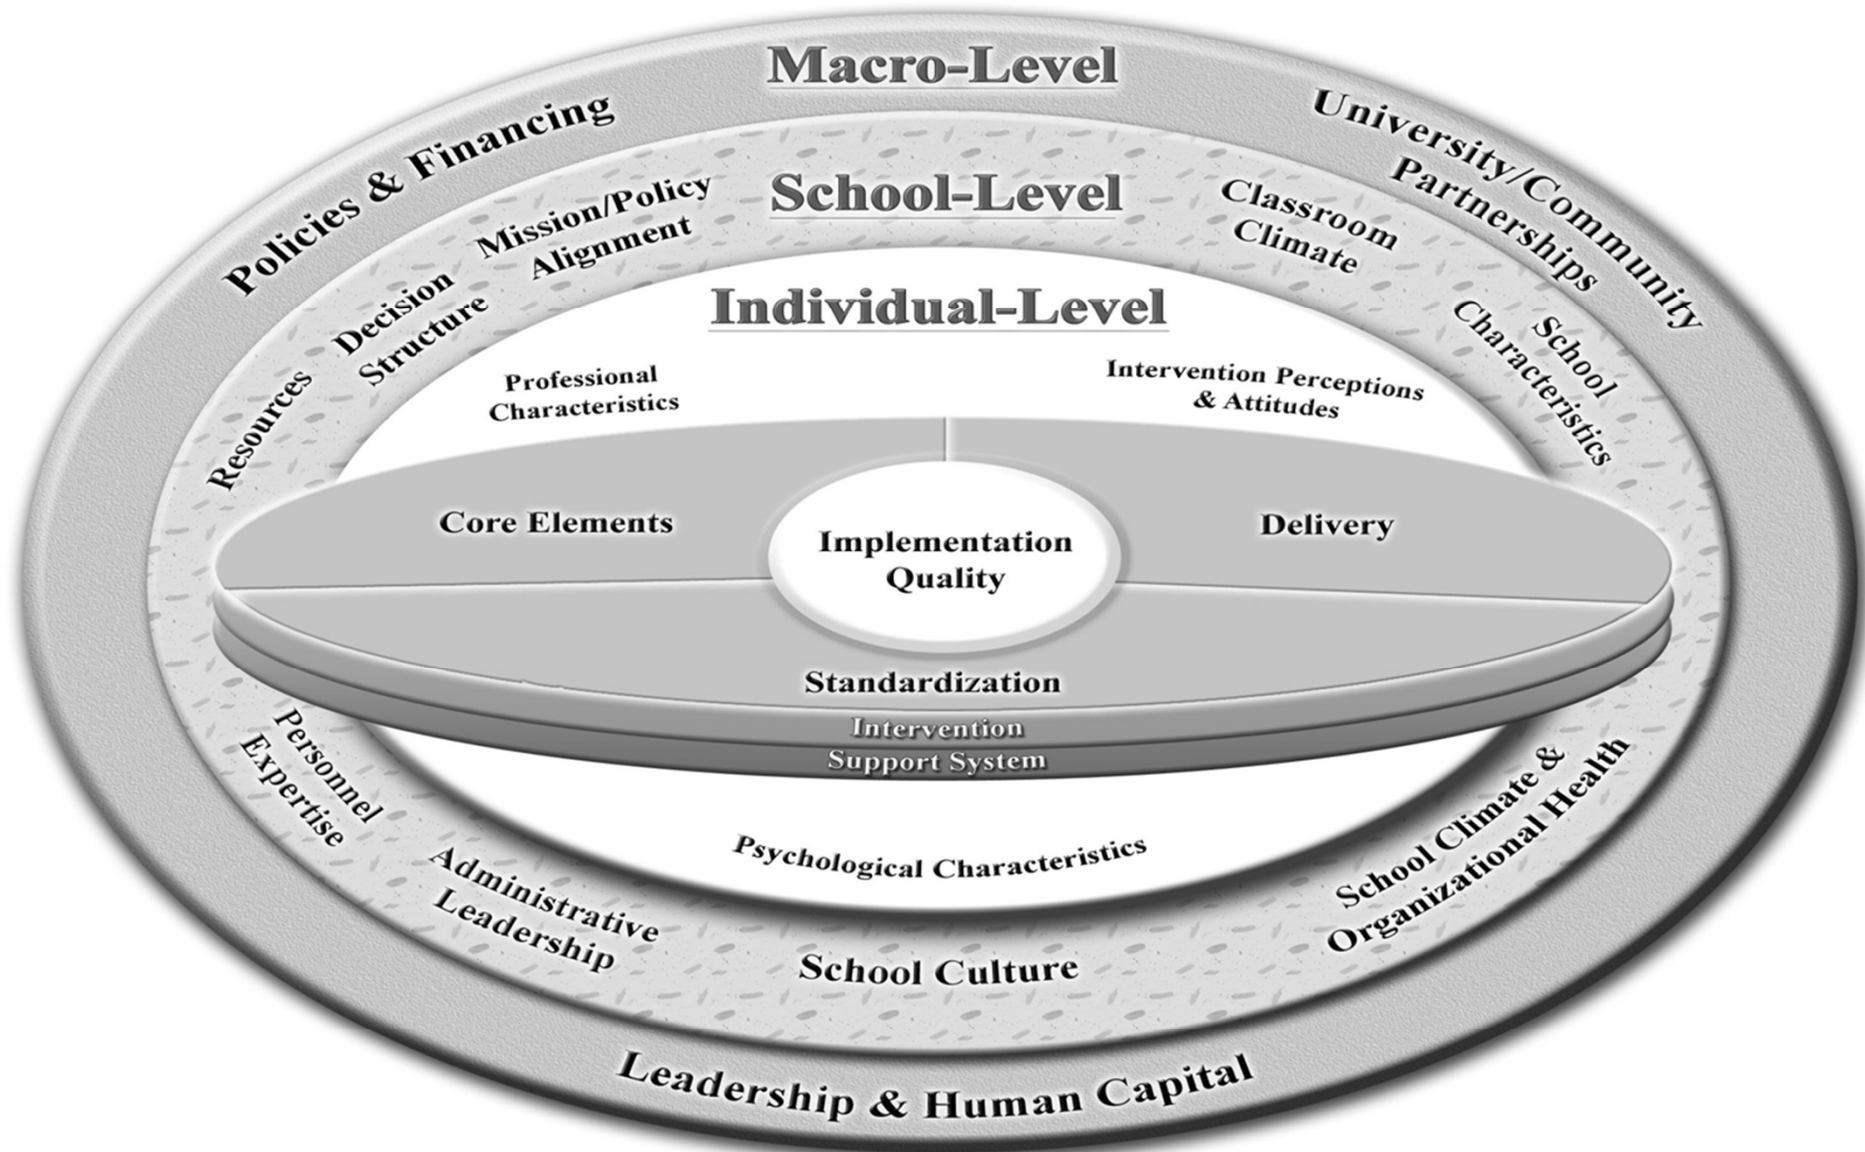 Macro-Level
Policies & Financing
University/Community
Partnerships
School-Level
Mission/Policy
Alignment
Classroom
Climate
Decision
Structure
School
Characteristics
Resources
Individual-Level
Professional
Characteristics
Intervention Perceptions
& Attitudes
Core Elements
Implementation
Quality
Delivery
Standardization
Intervention
Support System
Personnel
Expertise
Psychological Characteristics
School Climate &
Organizational Health
Administrative
Leadership
School Culture
Leadership & Human Capital